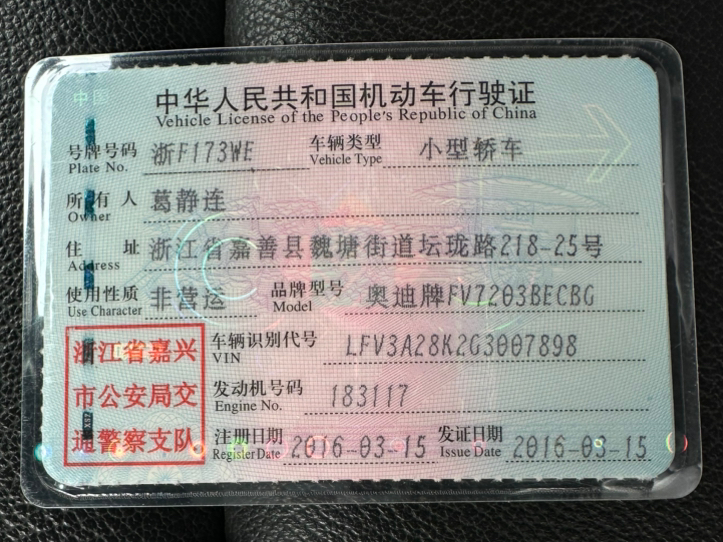 中国
中华人民共和国机动车行驶证
Vehicle License of the People's Republic of China
号牌号码 浙F173WE 车辆类型 小型轿车
Plate No. Vehicle Type
所有人 葛静连
Owner
住址 浙江省嘉善县魏塘街道坛珑路218-25号
Address
使用性质 非营运 品牌型号 奥迪牌FV7203BECBG
Use Character Model
浙江省嘉兴 车辆识别代号 LFV3A28K2G3007898
VIN
市公安局交 发动机号码 183117
Engine No.
通警察支队 注册日期 2016-03-15 发证日期 2016-03-15
Register Date Issue Date